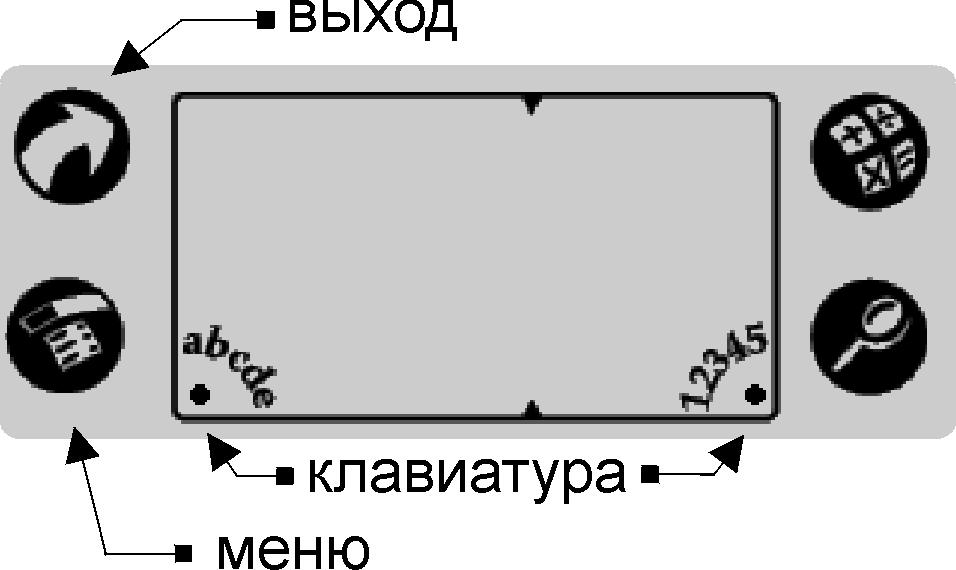 выход
abcde
12345
клавиатура
меню